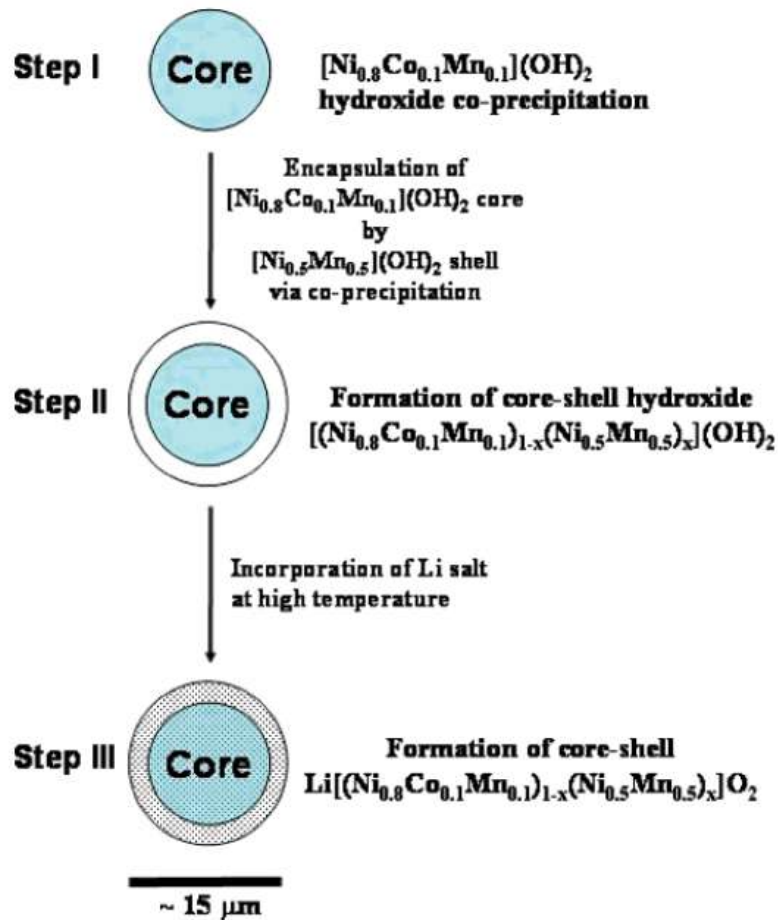 Step I
Core
[Ni₀.₈Co₀.₁Mn₀.₁](OH)₂
hydroxide co-precipitation
Encapsulation of
[Ni₀.₈Co₀.₁Mn₀.₁](OH)₂ core
by
[Ni₀.₅Mn₀.₅](OH)₂ shell
via co-precipitation
Step II
Core
Formation of core-shell hydroxide
[(Ni₀.₈Co₀.₁Mn₀.₁)₁₋ₓ(Ni₀.₅Mn₀.₅)ₓ](OH)₂
Incorporation of Li salt
at high temperature
Step III
Core
Formation of core-shell
Li[(Ni₀.₈Co₀.₁Mn₀.₁)₁₋ₓ(Ni₀.₅Mn₀.₅)ₓ]O₂
~ 15 μm